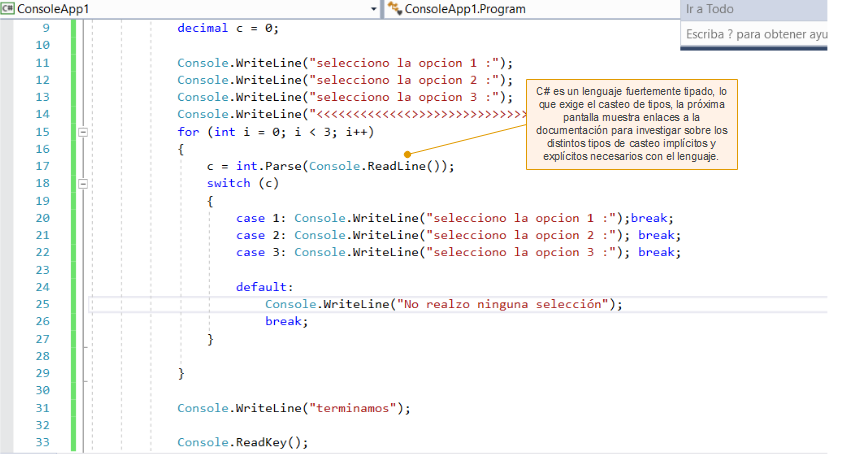 C# ConsoleApp1
ConsoleApp1.Program
Ir a Todo
Escriba ? para obtener ayu
9 decimal c = 0;
10
11 Console.WriteLine("selecciono la opcion 1 :");
12 Console.WriteLine("selecciono la opcion 2 :");
13 Console.WriteLine("selecciono la opcion 3 :");
14 Console.WriteLine("<<<<<<<<<<<<<>>>>>>>>>>>>>>>>
15 for (int i = 0; i < 3; i++)
16 {
17 c = int.Parse(Console.ReadLine());
18 switch (c)
19 {
20 case 1: Console.WriteLine("selecciono la opcion 1 :");break;
21 case 2: Console.WriteLine("selecciono la opcion 2 :"); break;
22 case 3: Console.WriteLine("selecciono la opcion 3 :"); break;
23
24 default:
25 Console.WriteLine("No realzo ninguna selección");
26 break;
27 }
28
29 }
30
31 Console.WriteLine("terminamos");
32
33 Console.ReadKey();
C# es un lenguaje fuertemente tipado, lo
que exige el casteo de tipos, la próxima
pantalla muestra enlaces a la
documentación para investigar sobre los
distintos tipos de casteo implícitos y
explícitos necesarios con el lenguaje.